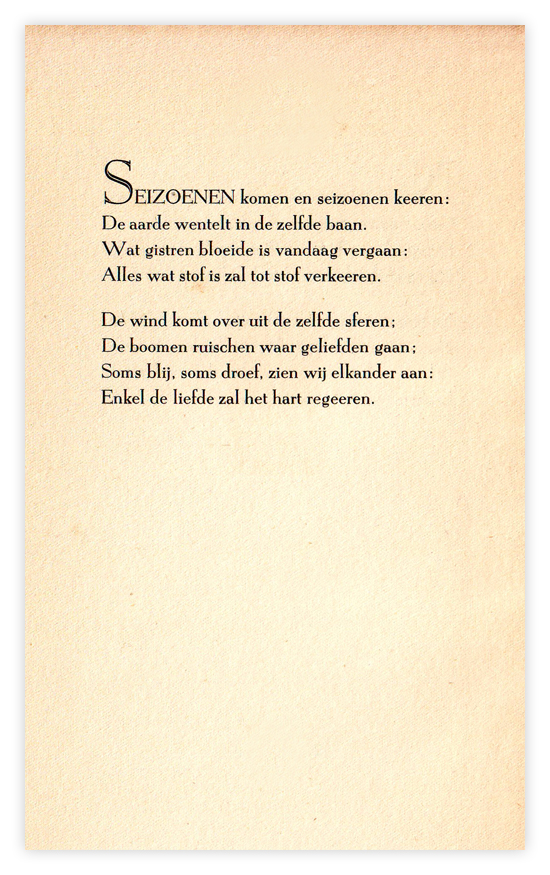 SEIZOENEN komen en seizoenen keeren:
De aarde wentelt in de zelfde baan.
Wat gistren bloeide is vandaag vergaan:
Alles wat stof is zal tot stof verkeeren.
De wind komt over uit de zelfde sferen;
De boomen ruischen waar geliefden gaan;
Soms blij, soms droef, zien wij elkander aan:
Enkel de liefde zal het hart regeeren.